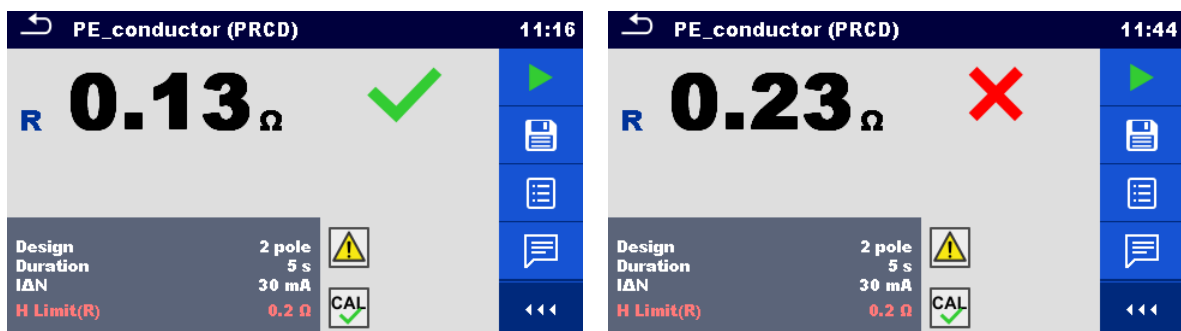 PE_conductor (PRCD) 11:16
R 0.13 Ω
Design 2 pole
Duration 5 s
IΔN 30 mA
H Limit(R) 0.2 Ω
CAL
PE_conductor (PRCD) 11:44
R 0.23 Ω
Design 2 pole
Duration 5 s
IΔN 30 mA
H Limit(R) 0.2 Ω
CAL